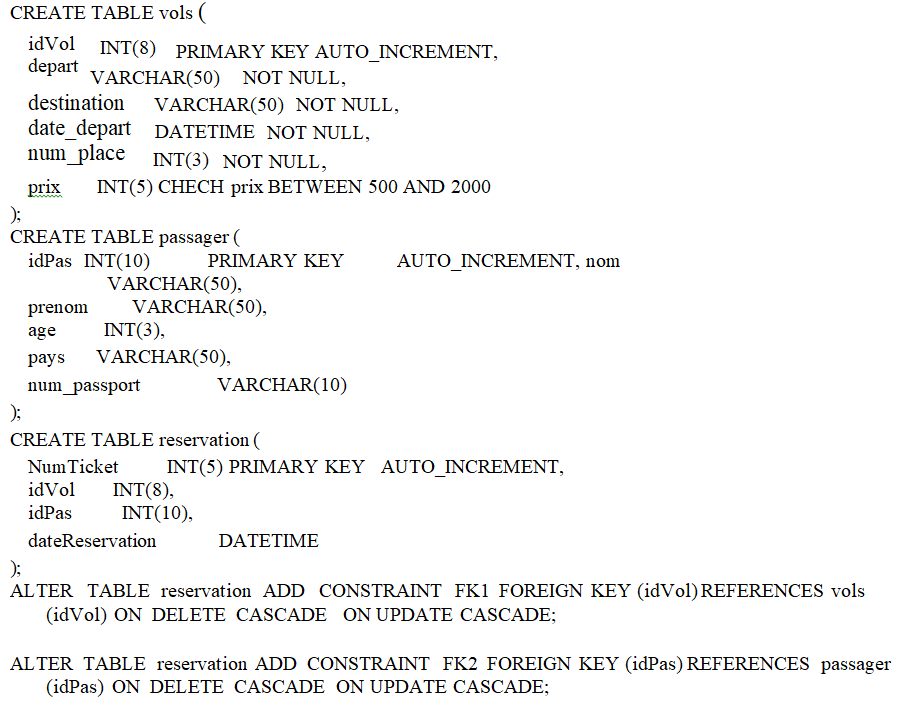 CREATE TABLE vols (
idVol INT(8) PRIMARY KEY AUTO_INCREMENT,
depart VARCHAR(50) NOT NULL,
destination VARCHAR(50) NOT NULL,
date_depart DATETIME NOT NULL,
num_place INT(3) NOT NULL,
prix INT(5) CHECH prix BETWEEN 500 AND 2000
);
CREATE TABLE passager (
idPas INT(10) PRIMARY KEY AUTO_INCREMENT, nom
VARCHAR(50),
prenom VARCHAR(50),
age INT(3),
pays VARCHAR(50),
num_passport VARCHAR(10)
);
CREATE TABLE reservation (
NumTicket INT(5) PRIMARY KEY AUTO_INCREMENT,
idVol INT(8),
idPas INT(10),
dateReservation DATETIME
);
ALTER TABLE reservation ADD CONSTRAINT FK1 FOREIGN KEY (idVol) REFERENCES vols
(idVol) ON DELETE CASCADE ON UPDATE CASCADE;
ALTER TABLE reservation ADD CONSTRAINT FK2 FOREIGN KEY (idPas) REFERENCES passager
(idPas) ON DELETE CASCADE ON UPDATE CASCADE;